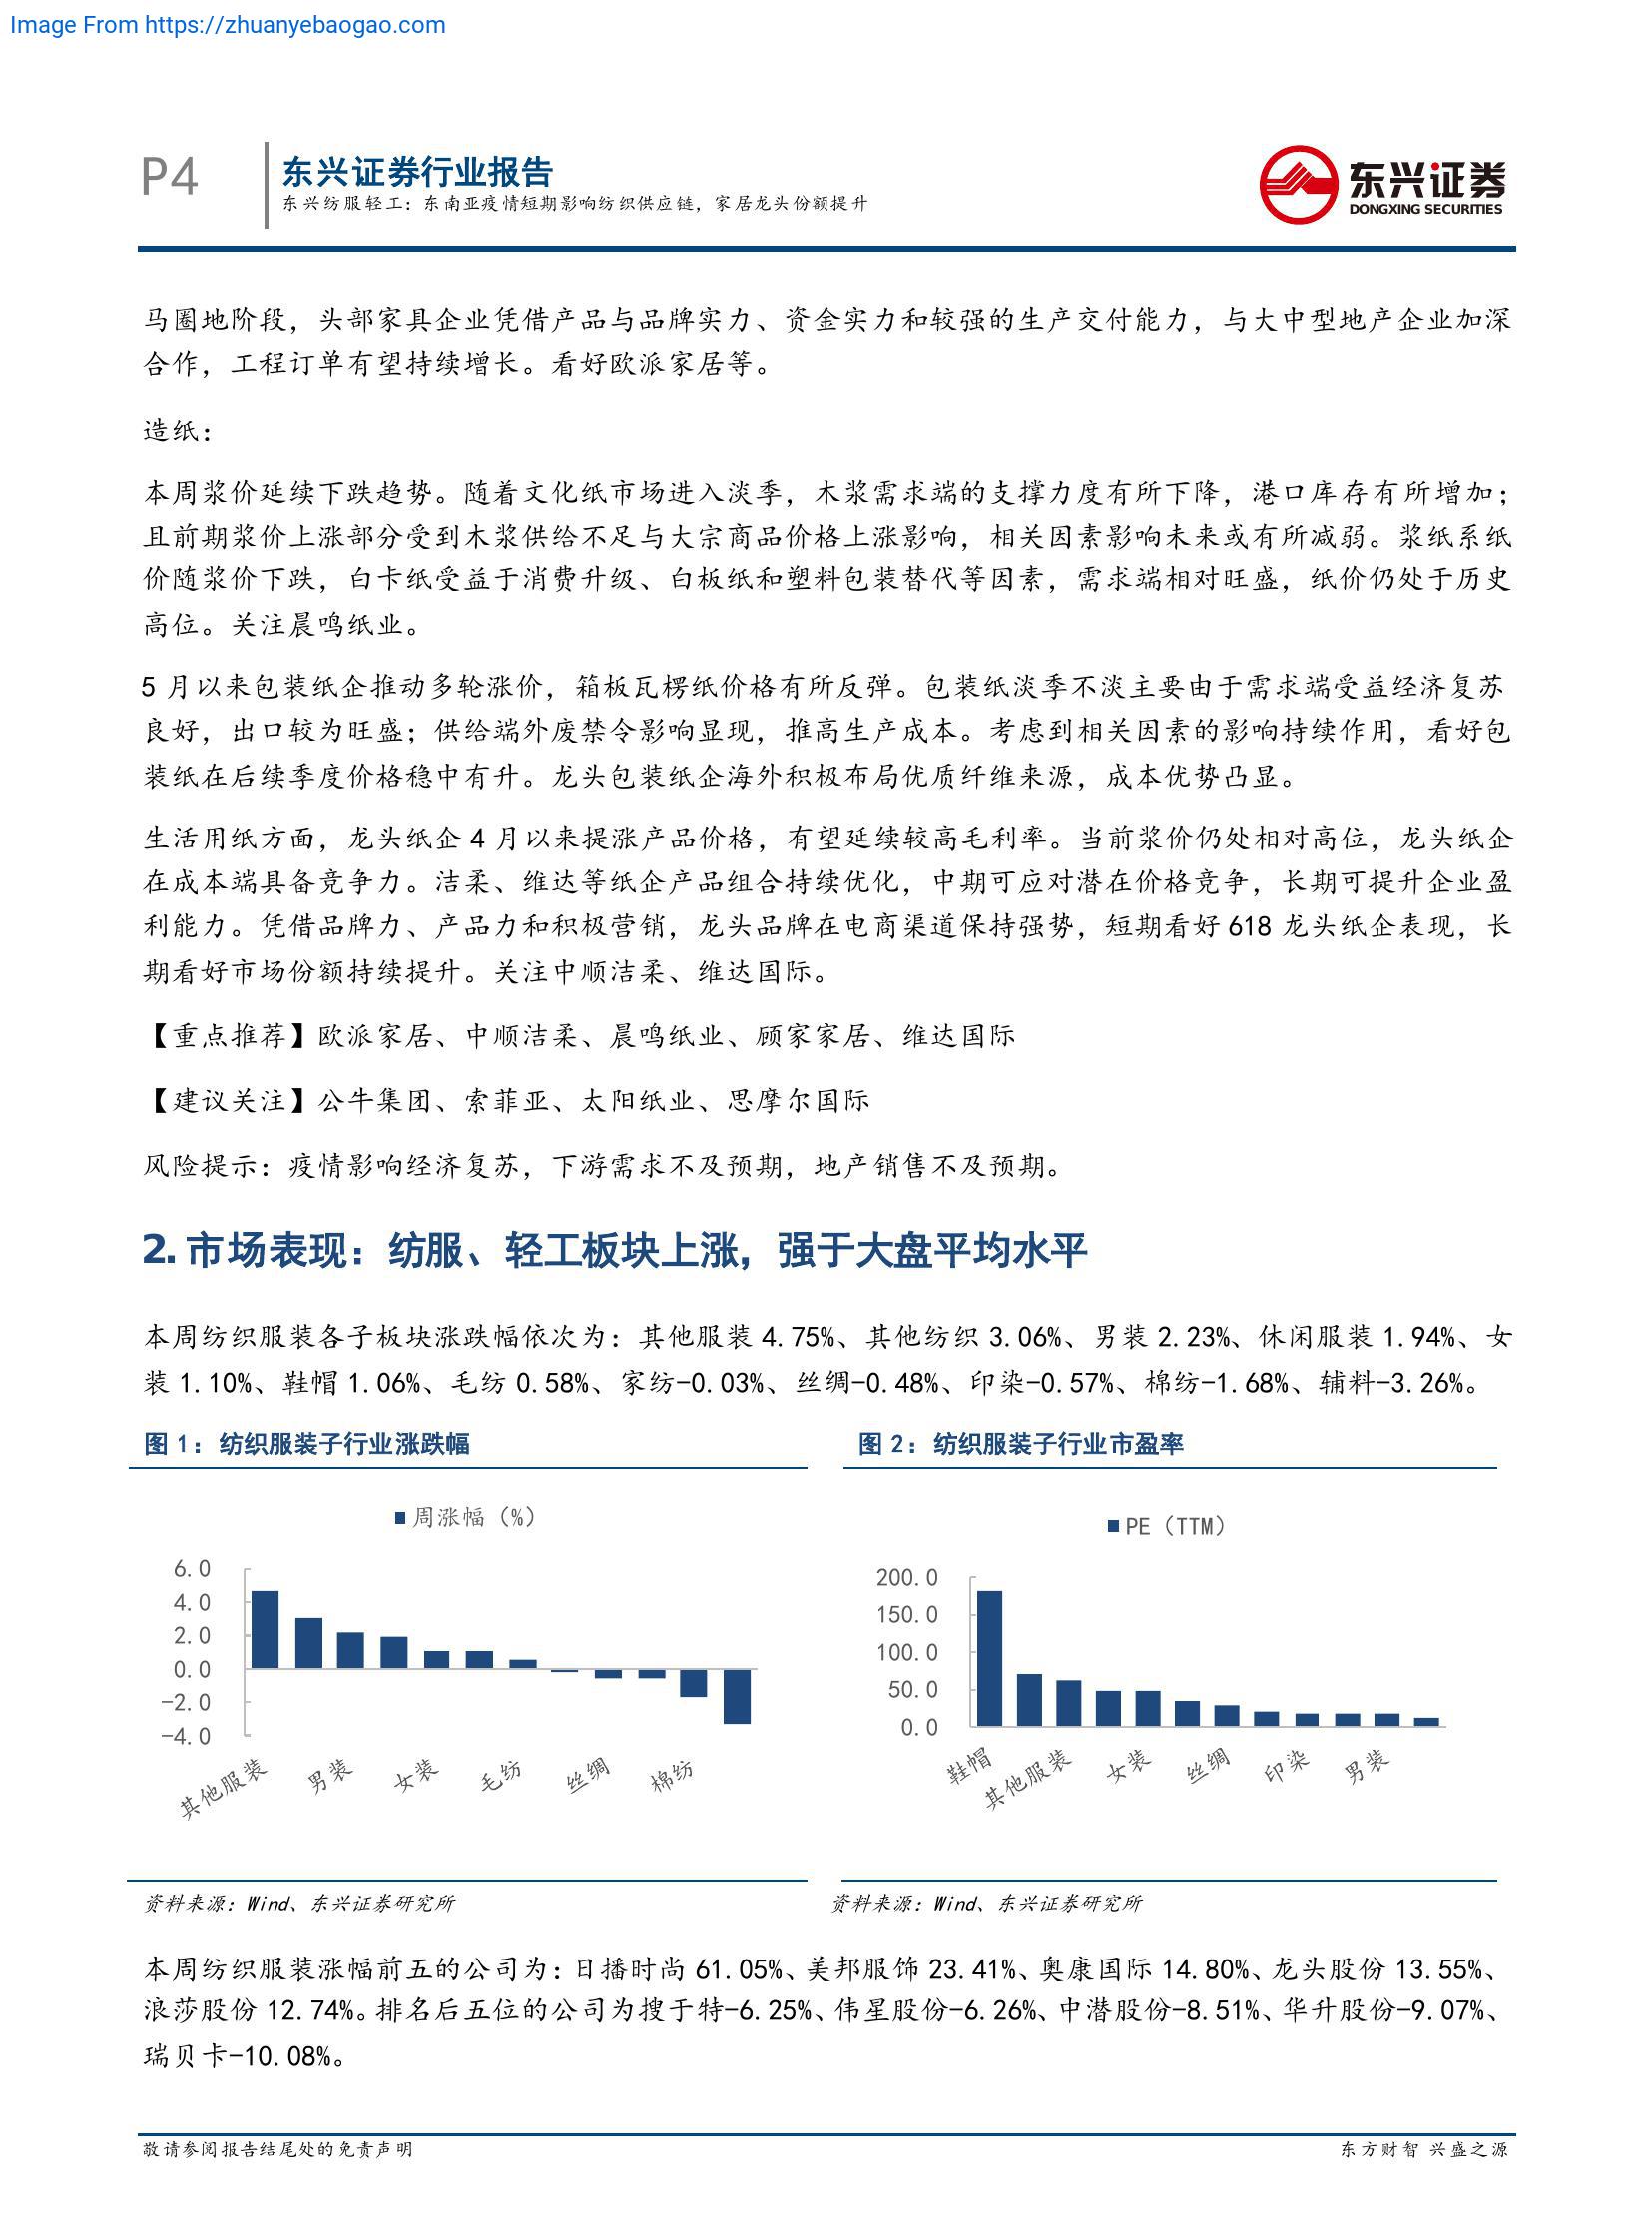 Image From https://zhuanyebaogao.com
P4
东兴证券行业报告
东兴纺服轻工：东南亚疫情短期影响纺织供应链，家居龙头份额提升
东兴证券
DONGXING SECURITIES
马圈地阶段，头部家具企业凭借产品与品牌实力、资金实力和较强的生产交付能力，与大中型地产企业加深
合作，工程订单有望持续增长。看好欧派家居等。
造纸：
本周浆价延续下跌趋势。随着文化纸市场进入淡季，木浆需求端的支撑力度有所下降，港口库存有所增加；
且前期浆价上涨部分受到木浆供给不足与大宗商品价格上涨影响，相关因素影响未来或有所减弱。浆纸系纸
价随浆价下跌，白卡纸受益于消费升级、白板纸和塑料包装替代等因素，需求端相对旺盛，纸价仍处于历史
高位。关注晨鸣纸业。
5 月以来包装纸企推动多轮涨价，箱板瓦楞纸价格有所反弹。包装纸淡季不淡主要由于需求端受益经济复苏
良好，出口较为旺盛；供给端外废禁令影响显现，推高生产成本。考虑到相关因素的影响持续作用，看好包
装纸在后续季度价格稳中有升。龙头包装纸企海外积极布局优质纤维来源，成本优势凸显。
生活用纸方面，龙头纸企 4 月以来提涨产品价格，有望延续较高毛利率。当前浆价仍处相对高位，龙头纸企
在成本端具备竞争力。洁柔、维达等纸企产品组合持续优化，中期可应对潜在价格竞争，长期可提升企业盈
利能力。凭借品牌力、产品力和积极营销，龙头品牌在电商渠道保持强势，短期看好 618 龙头纸企表现，长
期看好市场份额持续提升。关注中顺洁柔、维达国际。
【重点推荐】欧派家居、中顺洁柔、晨鸣纸业、顾家家居、维达国际
【建议关注】公牛集团、索菲亚、太阳纸业、思摩尔国际
风险提示：疫情影响经济复苏，下游需求不及预期，地产销售不及预期。
2. 市场表现：纺服、轻工板块上涨，强于大盘平均水平
本周纺织服装各子板块涨跌幅依次为：其他服装 4.75%、其他纺织 3.06%、男装 2.23%、休闲服装 1.94%、女
装 1.10%、鞋帽 1.06%、毛纺 0.58%、家纺-0.03%、丝绸-0.48%、印染-0.57%、棉纺-1.68%、辅料-3.26%。
图 1：纺织服装子行业涨跌幅
周涨幅（%）
6.0
4.0
2.0
0.0
-2.0
-4.0
其他服装
男装
女装
毛纺
丝绸
棉纺
资料来源：Wind、东兴证券研究所
图 2：纺织服装子行业市盈率
PE（TTM）
200.0
150.0
100.0
50.0
0.0
鞋帽
其他服装
女装
丝绸
印染
男装
资料来源：Wind、东兴证券研究所
本周纺织服装涨幅前五的公司为：日播时尚 61.05%、美邦服饰 23.41%、奥康国际 14.80%、龙头股份 13.55%、
浪莎股份 12.74%。排名后五位的公司为搜于特-6.25%、伟星股份-6.26%、中潜股份-8.51%、华升股份-9.07%、
瑞贝卡-10.08%。
敬请参阅报告结尾处的免责声明
东方财智 兴盛之源